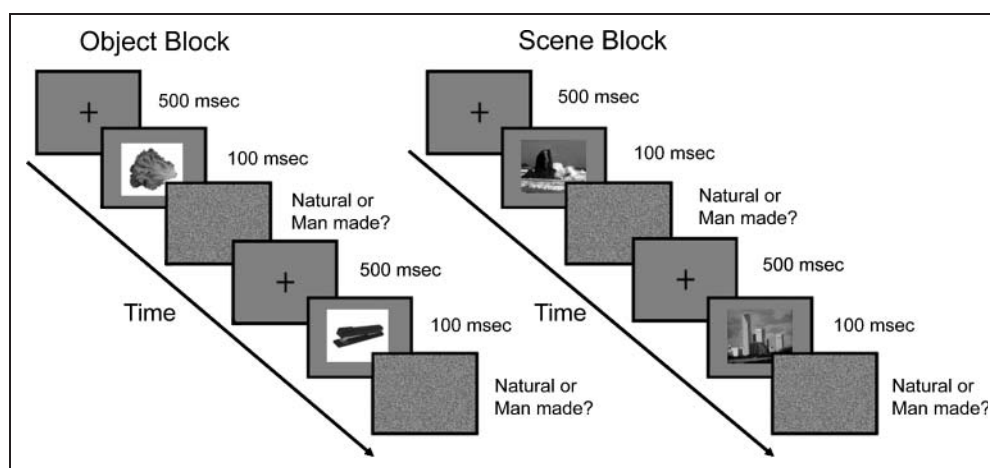 Object Block
500 msec
100 msec
Natural or
Man made?
500 msec
100 msec
Natural or
Man made?
Time
Scene Block
500 msec
100 msec
Natural or
Man made?
500 msec
100 msec
Natural or
Man made?
Time